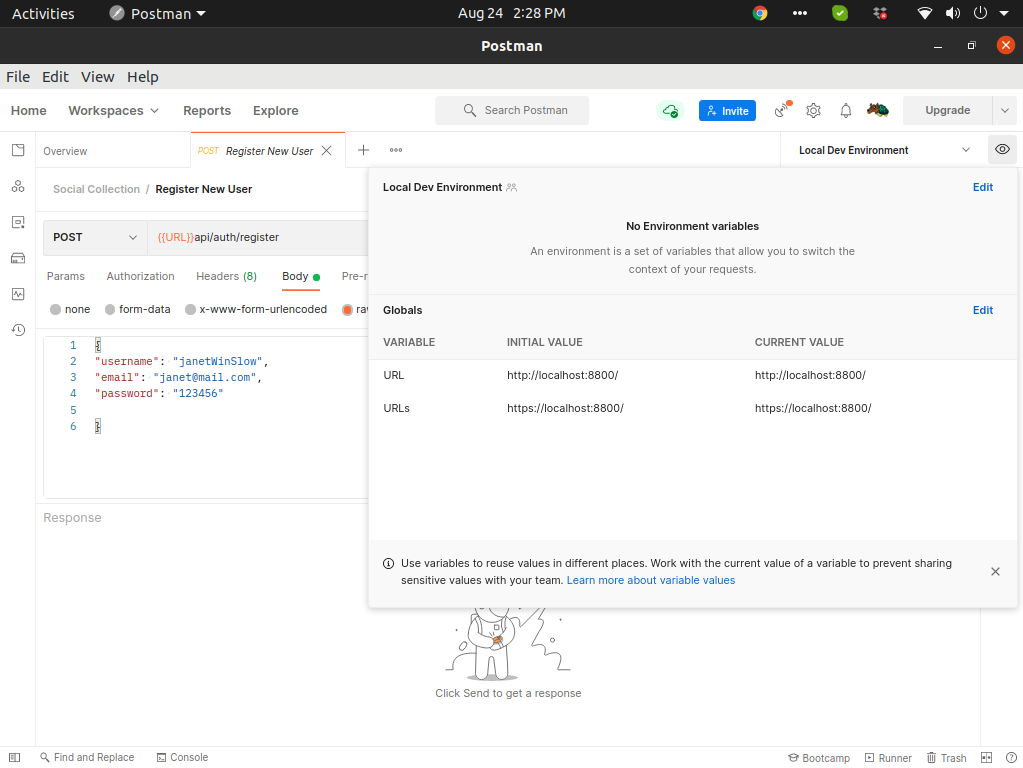 Activities
Postman
Aug 24 2:28 PM
Postman
File Edit View Help
Home Workspaces Reports Explore
Search Postman
Invite
Upgrade
Overview
POST Register New User
Local Dev Environment
Social Collection / Register New User
POST
{{URL}}api/auth/register
Params Authorization Headers (8) Body Pre-r
none form-data x-www-form-urlencoded raw
1 {
2 "username": "janetWinSlow",
3 "email": "janet@mail.com",
4 "password": "123456"
5
6 }
Response
Local Dev Environment
Edit
No Environment variables
An environment is a set of variables that allow you to switch the
context of your requests.
Globals
Edit
VARIABLE INITIAL VALUE CURRENT VALUE
URL http://localhost:8800/ http://localhost:8800/
URLs https://localhost:8800/ https://localhost:8800/
Use variables to reuse values in different places. Work with the current value of a variable to prevent sharing
sensitive values with your team. Learn more about variable values
Click Send to get a response
Find and Replace Console
Bootcamp Runner Trash